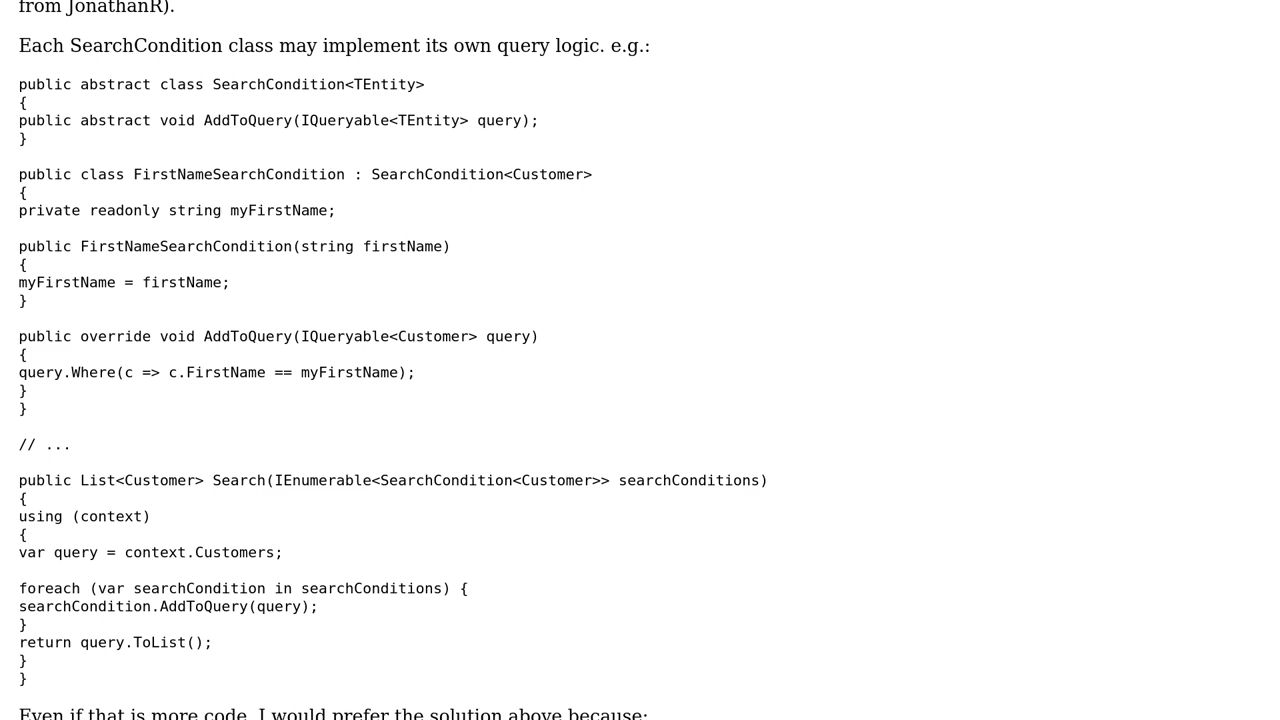 from JonathanR).
Each SearchCondition class may implement its own query logic. e.g.:
public abstract class SearchCondition<TEntity>
{
public abstract void AddToQuery(IQueryable<TEntity> query);
}
public class FirstNameSearchCondition : SearchCondition<Customer>
{
private readonly string myFirstName;
public FirstNameSearchCondition(string firstName)
{
myFirstName = firstName;
}
public override void AddToQuery(IQueryable<Customer> query)
{
query.Where(c => c.FirstName == myFirstName);
}
}
// ...
public List<Customer> Search(IEnumerable<SearchCondition<Customer>> searchConditions)
{
using (context)
{
var query = context.Customers;
foreach (var searchCondition in searchConditions) {
searchCondition.AddToQuery(query);
}
return query.ToList();
}
}
Even if that is more code, I would prefer the solution above because: